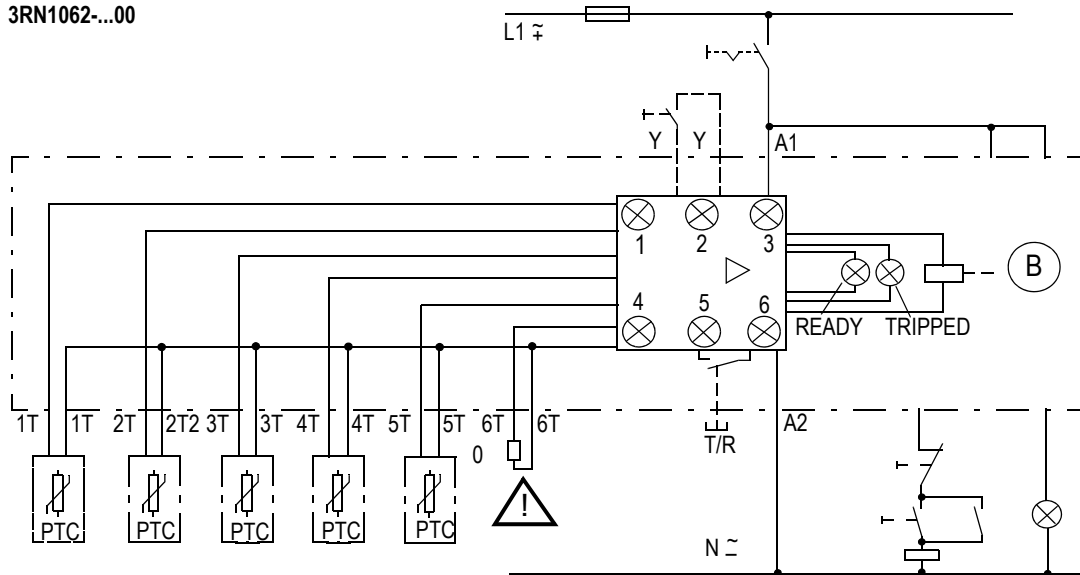 3RN1062-...00
L1 ≂
Y Y A1
1 2 3
B
4 5 6
READY TRIPPED
1T 1T 2T 2T2 3T 3T 4T 4T 5T 5T 6T 6T A2
T/R
0
!
PTC PTC PTC PTC PTC
N ≂